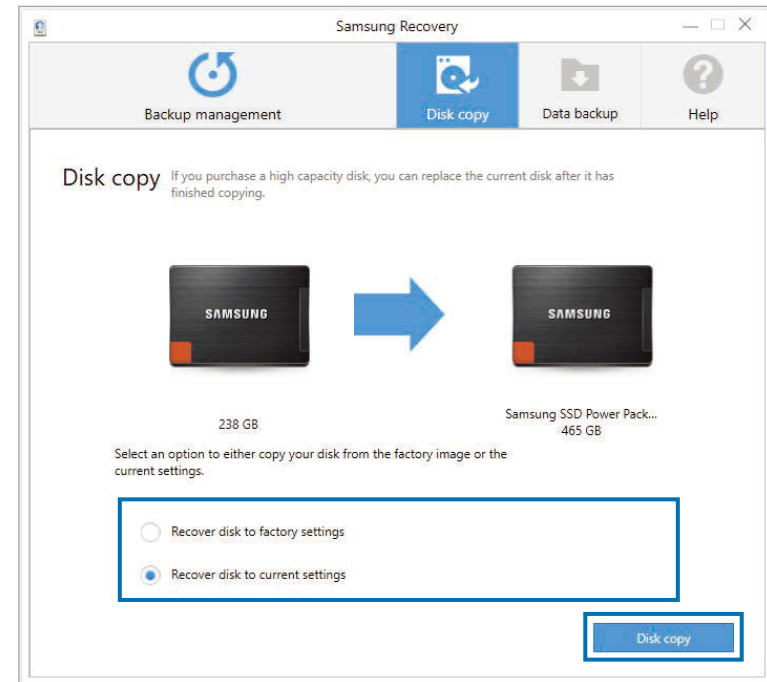 Samsung Recovery
Backup management
Disk copy
Data backup
?
Help
Disk copy
If you purchase a high capacity disk, you can replace the current disk after it has
finished copying.
SAMSUNG
SAMSUNG
238 GB
Samsung SSD Power Pack...
465 GB
Select an option to either copy your disk from the factory image or the
current settings.
Recover disk to factory settings
Recover disk to current settings
Disk copy